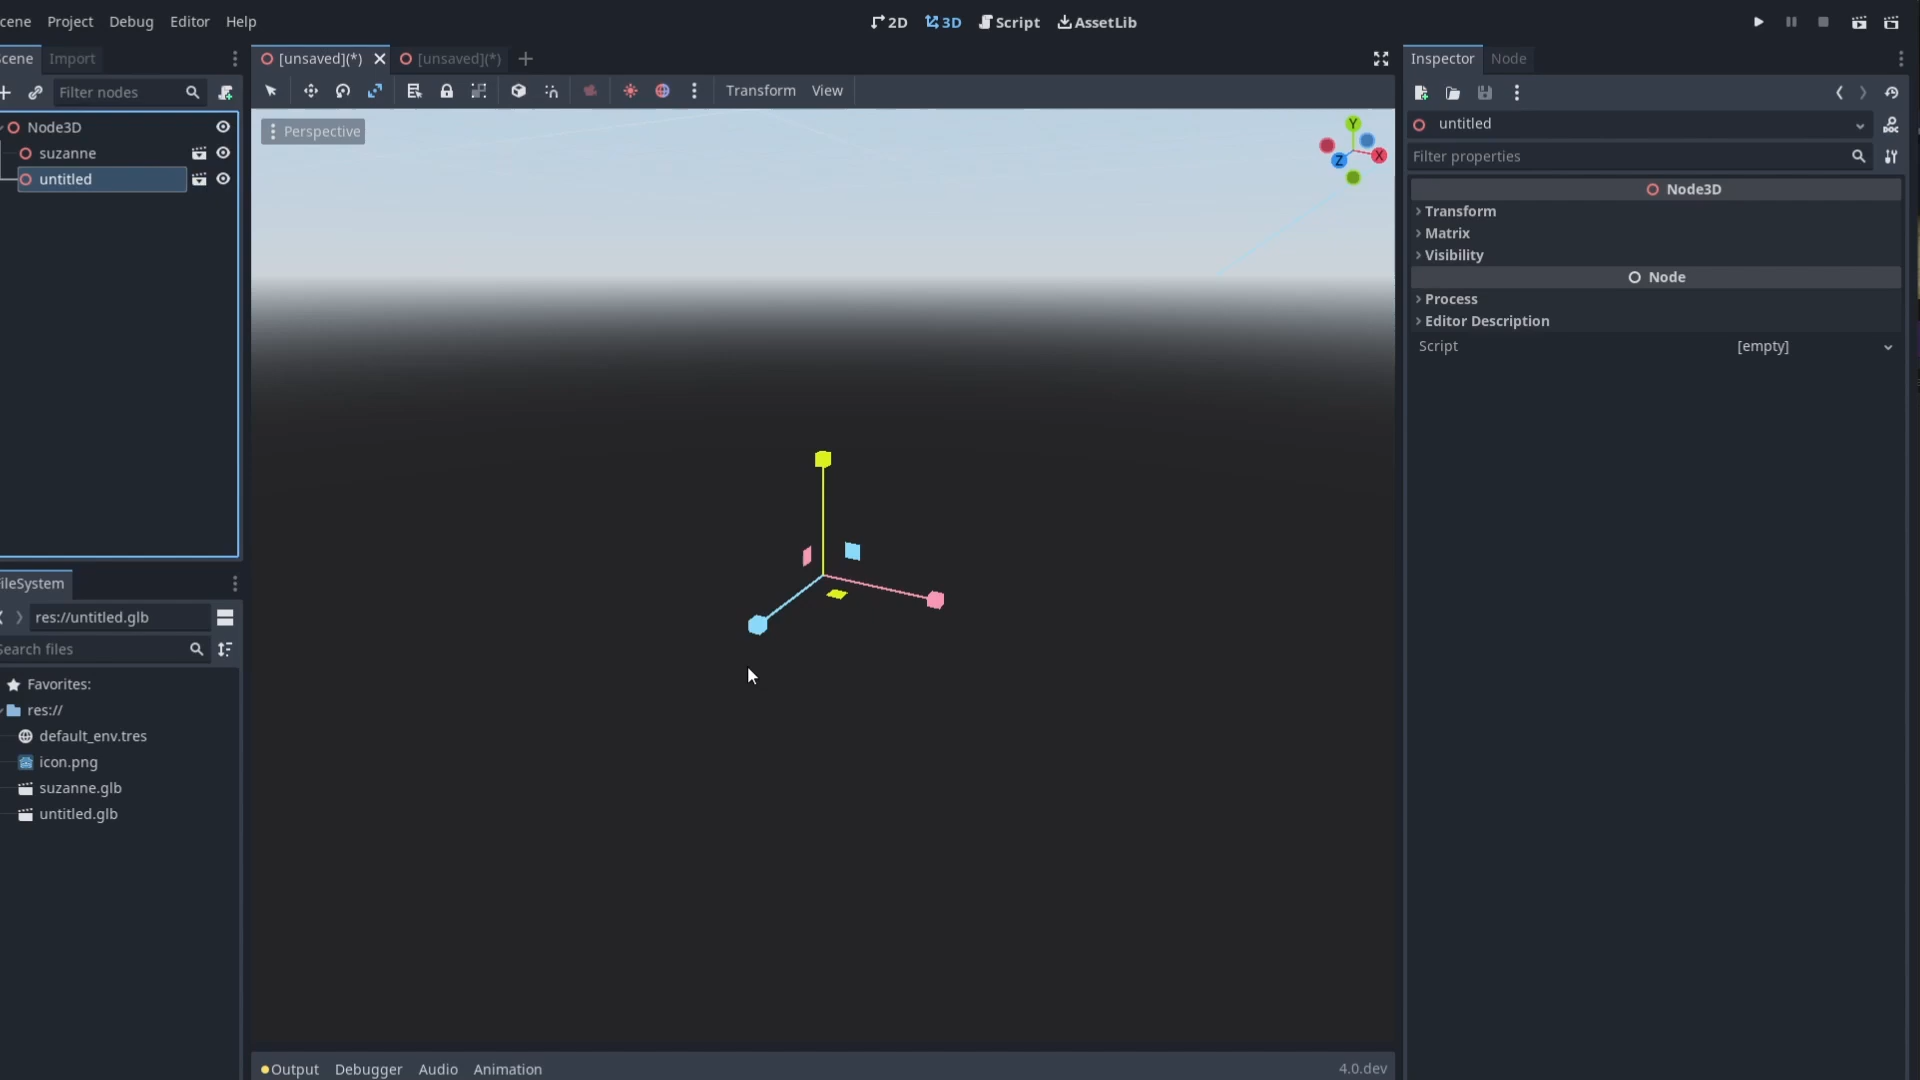 cene Project Debug Editor Help
2D 3D Script AssetLib
cene Import
[unsaved](*) [unsaved](*)
Inspector Node
Filter nodes
Transform View
Node3D
suzanne
untitled
Perspective
Y
X
Z
untitled
Filter properties
Node3D
Transform
Matrix
Visibility
Node
Process
Editor Description
Script [empty]
ileSystem
res://untitled.glb
Search files
Favorites:
res://
default_env.tres
icon.png
suzanne.glb
untitled.glb
Output Debugger Audio Animation
4.0.dev